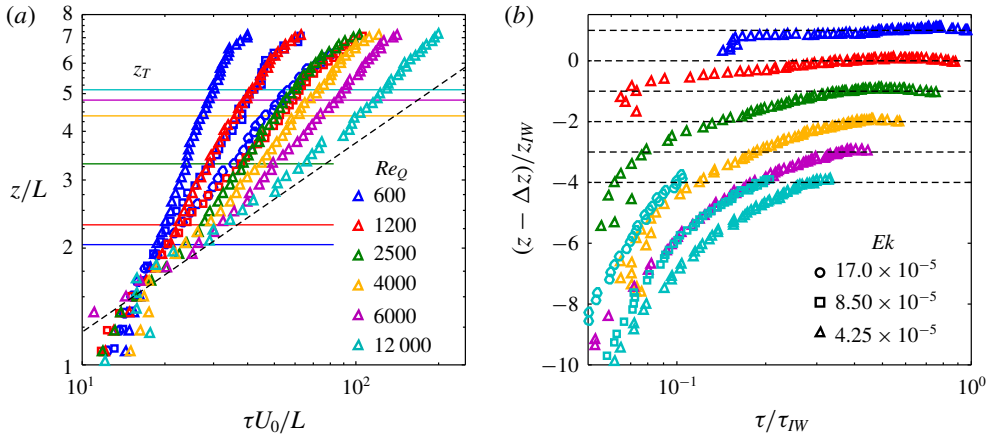 (a)
8
7
6
5
4
3
2
1
z/L
z_T
Re_Q
600
1200
2500
4000
6000
12 000
10^1
10^2
τU_0/L
(b)
0
−2
−4
−6
−8
−10
(z − Δz)/z_IW
Ek
17.0 × 10^−5
8.50 × 10^−5
4.25 × 10^−5
10^−1
10^0
τ/τ_IW